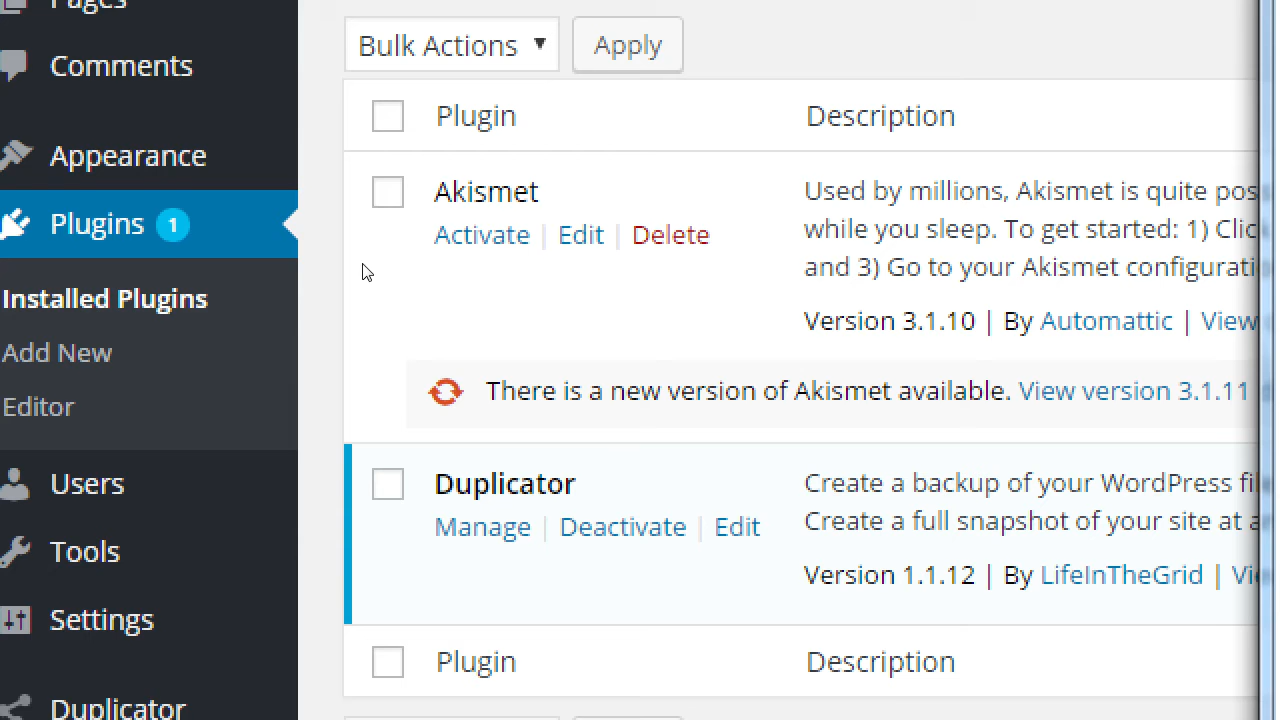 Pages
Comments
Appearance
Plugins 1
Installed Plugins
Add New
Editor
Users
Tools
Settings
Duplicator
Bulk Actions Apply
Plugin Description
Akismet
Activate | Edit | Delete
Used by millions, Akismet is quite pos
while you sleep. To get started: 1) Clic
and 3) Go to your Akismet configurati
Version 3.1.10 | By Automattic | View
There is a new version of Akismet available. View version 3.1.11
Duplicator
Manage | Deactivate | Edit
Create a backup of your WordPress fil
Create a full snapshot of your site at a
Version 1.1.12 | By LifeInTheGrid | Vi
Plugin Description